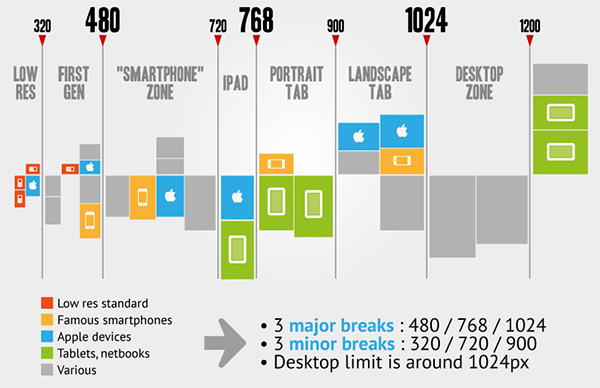 320
480
720
768
900
1024
1200
LOW
RES
FIRST
GEN
"SMARTPHONE"
ZONE
IPAD
PORTRAIT
TAB
LANDSCAPE
TAB
DESKTOP
ZONE
Low res standard
Famous smartphones
Apple devices
Tablets, netbooks
Various
• 3 major breaks : 480 / 768 / 1024
• 3 minor breaks : 320 / 720 / 900
• Desktop limit is around 1024px